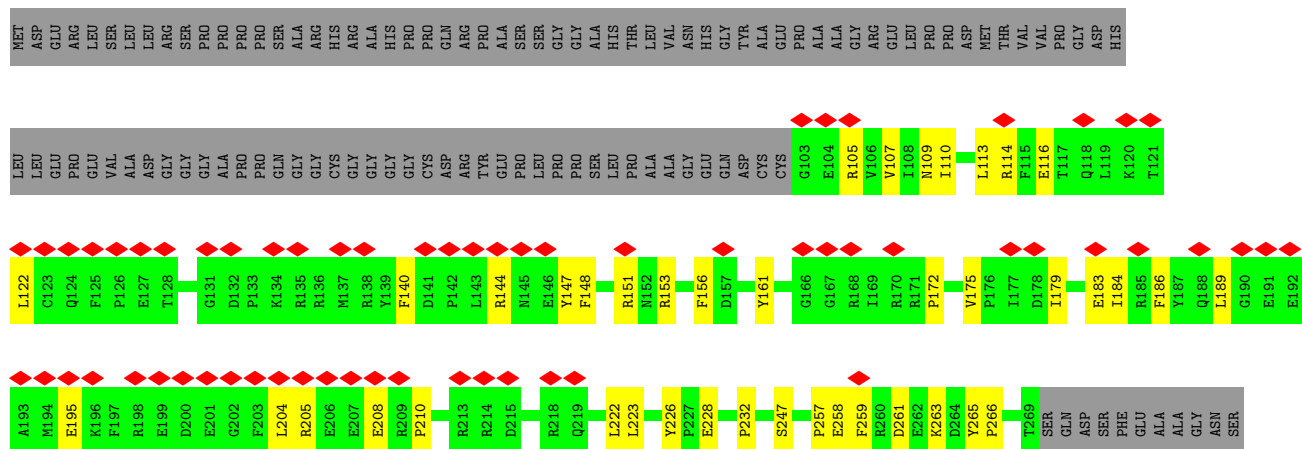 MET ASP GLU ARG LEU SER LEU LEU ARG SER PRO PRO PRO PRO SER ALA ARG HIS ARG ALA HIS PRO PRO GLN ARG PRO ALA SER SER GLY GLY ALA HIS THR LEU VAL ASN HIS GLY TYR ALA GLU PRO ALA ALA GLY ARG GLU LEU PRO PRO ASP MET THR VAL VAL PRO GLY ASP HIS
LEU LEU GLU PRO GLU VAL ALA ASP GLY GLY GLY ALA PRO PRO GLN GLY GLY CYS GLY GLY GLY GLY CYS ASP ARG TYR GLU PRO LEU PRO PRO SER LEU PRO ALA ALA GLY GLU GLN ASP CYS CYS G103 E104 R105 V106 V107 I108 N109 I110 L113 R114 F115 E116 T117 Q118 L119 K120 T121
L122 C123 Q124 F125 P126 E127 T128 G131 D132 P133 K134 R135 R136 M137 R138 Y139 F140 D141 P142 L143 R144 N145 E146 Y147 F148 R151 N152 R153 F156 D157 Y161 G166 G167 R168 I169 R170 R171 P172 V175 P176 I177 D178 I179 E183 I184 R185 F186 Y187 Q188 L189 G190 E191 E192
A193 M194 E195 K196 F197 R198 E199 D200 E201 G202 F203 L204 R205 E206 E207 E208 R209 P210 R213 R214 D215 R218 Q219 L222 L223 Y226 P227 E228 P232 S247 P257 E258 F259 R260 D261 E262 K263 D264 Y265 P266 T269 SER GLN ASP SER PHE GLU ALA ALA GLY ASN SER